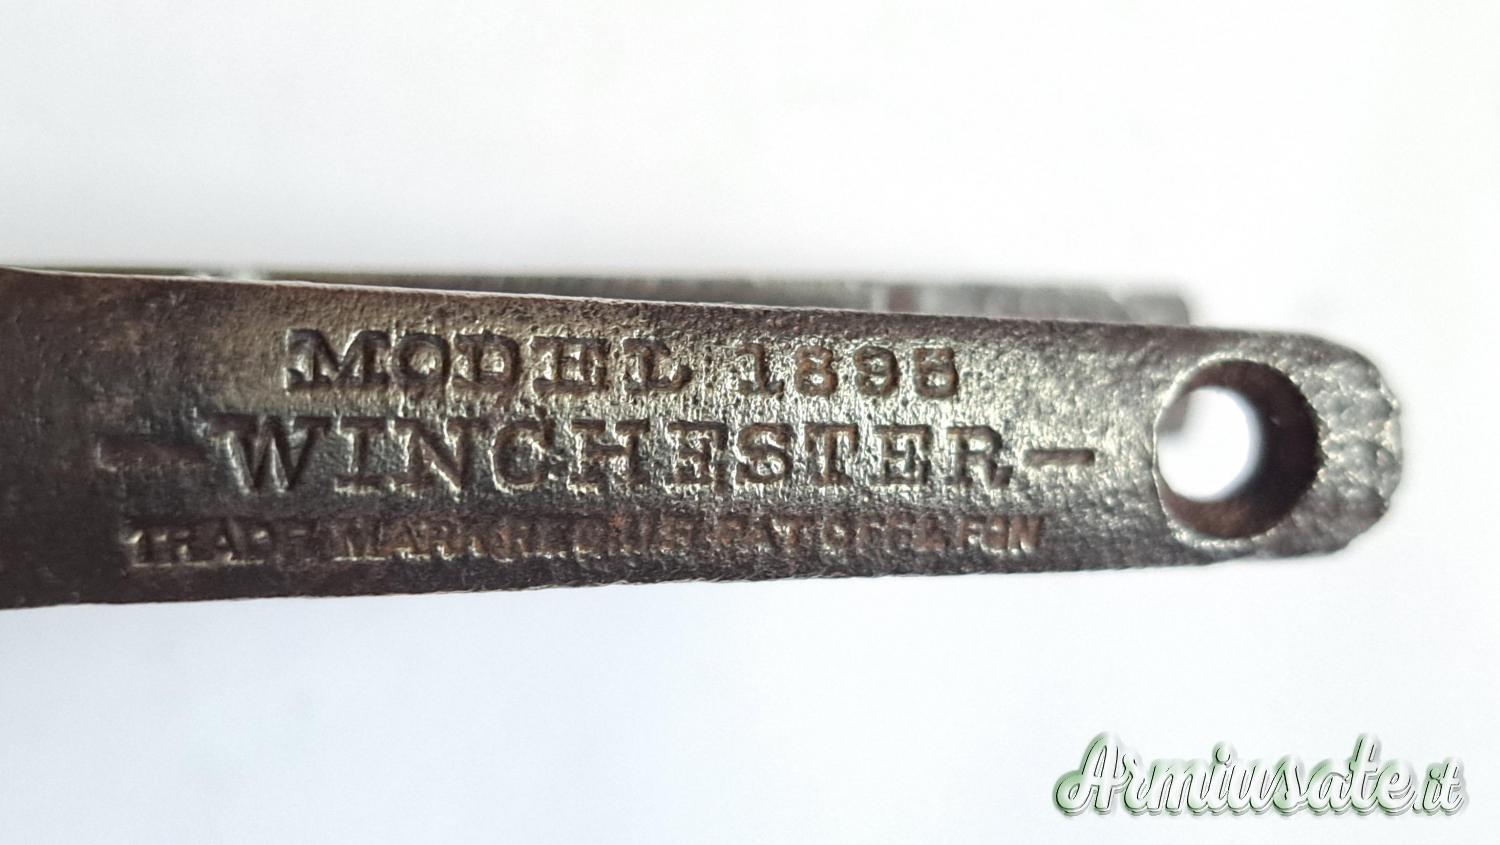 MODEL 1895
-WINCHESTER-
TRADE MARK REG. U.S. PAT. OFF. & FGN
Armiusate.it